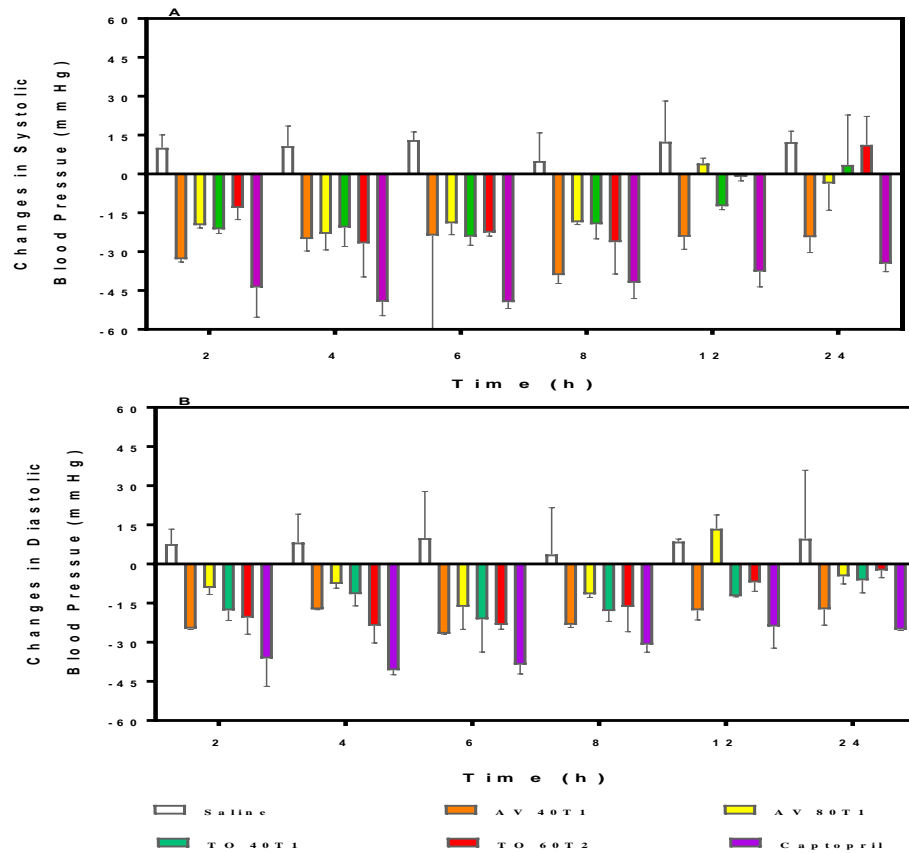 A
Changes in Systolic
Blood Pressue (mmHg)
60
45
30
15
0
-15
-30
-45
-60
2 4 6 8 12 24
Time (h)
B
Changes in Diastolic
Blood Pressure (mmHg)
60
45
30
15
0
-15
-30
-45
-60
2 4 6 8 12 24
Time (h)
Saline AV 40T1 AV 80T1
TO 40T1 TO 60T2 Captopril